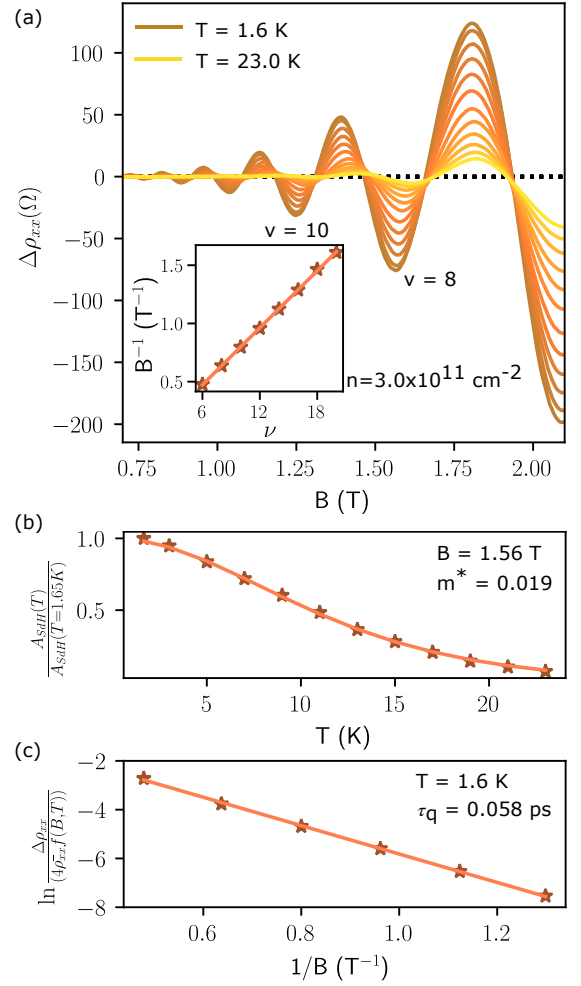 (a)
T = 1.6 K
T = 23.0 K
100
50
0
−50
−100
−150
−200
Δρxx(Ω)
v = 10
v = 8
n=3.0x10^11 cm^-2
1.5
1.0
0.5
B^−1 (T^−1)
6
12
18
ν
0.75
1.00
1.25
1.50
1.75
2.00
B (T)
(b)
1.0
0.5
A_SdH(T)
A_SdH(T=1.65K)
B = 1.56 T
m* = 0.019
5
10
15
20
T (K)
(c)
−2
−4
−6
−8
ln Δρxx
(4ρ̄xx f(B,T))
T = 1.6 K
τq = 0.058 ps
0.6
0.8
1.0
1.2
1/B (T^−1)